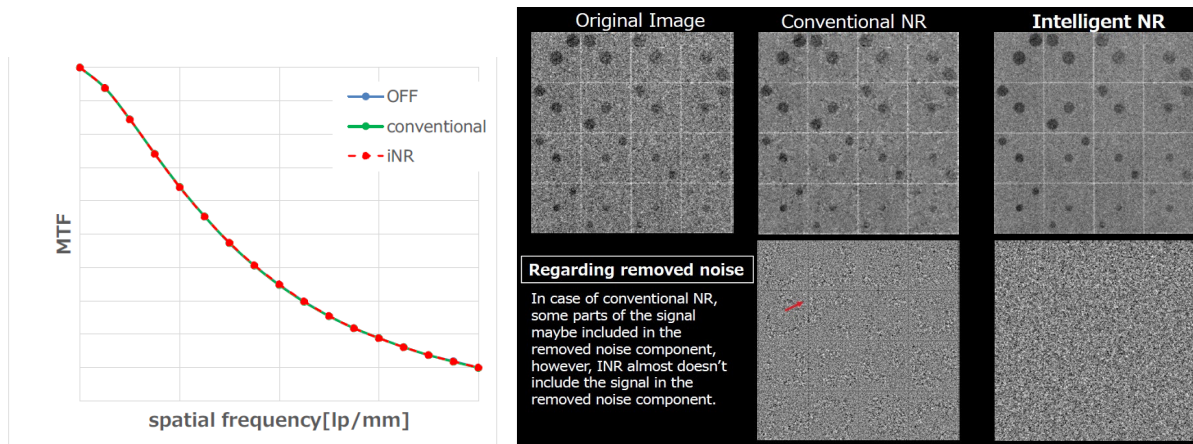 OFF
conventional
iNR
MTF
spatial frequency[lp/mm]
Original Image
Conventional NR
Intelligent NR
Regarding removed noise
In case of conventional NR,
some parts of the signal
maybe included in the
removed noise component,
however, INR almost doesn't
include the signal in the
removed noise component.